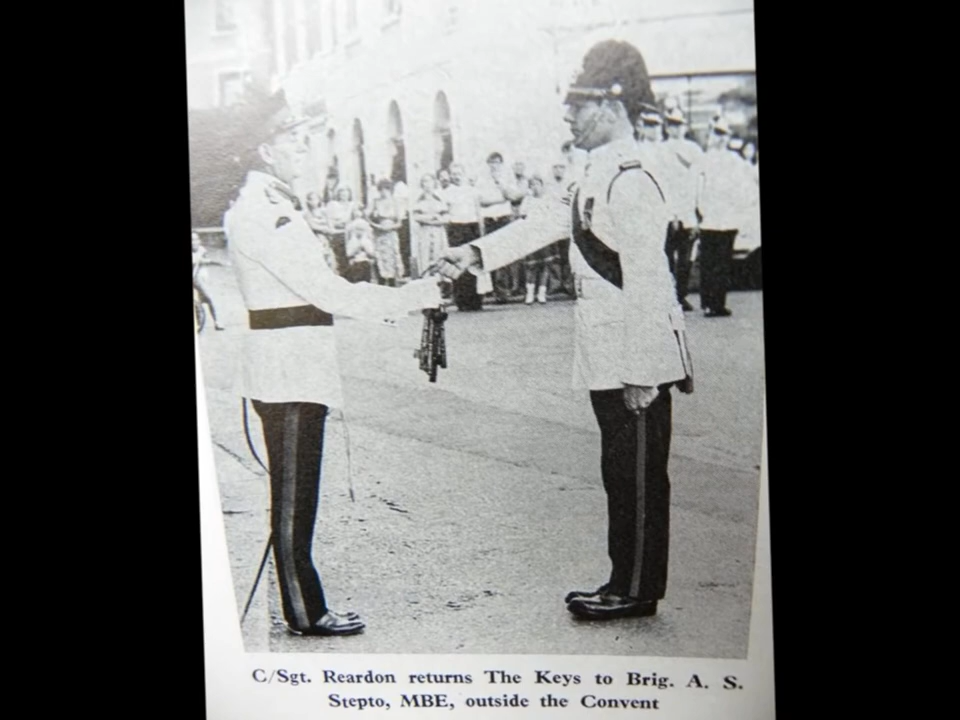 C/Sgt. Reardon returns The Keys to Brig. A. S.
Stepto, MBE, outside the Convent